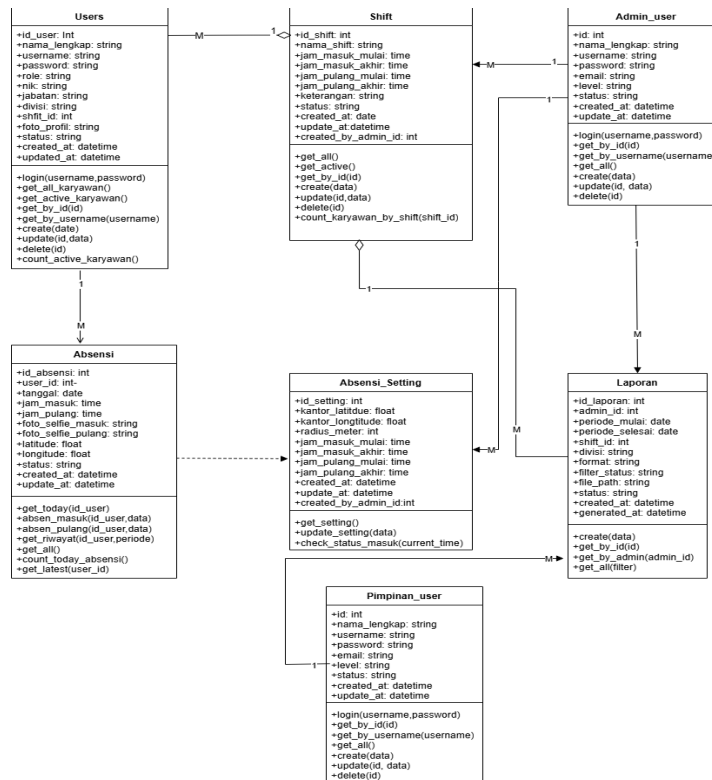 Users
+id_user: Int
+nama_lengkap: string
+username: string
+password: string
+role: string
+nik: string
+jabatan: string
+divisi: string
+shfit_id: int
+foto_profil: string
+status: string
+created_at: datetime
+updated_at: datetime
+login(username,password)
+get_all_karyawan()
+get_active_karyawan()
+get_by_id(id)
+get_by_username(username)
+create(date)
+update(id,data)
+delete(id)
+count_active_karyawan()
M
1
Shift
+id_shift: int
+nama_shift: string
+jam_masuk_mulai: time
+jam_masuk_akhir: time
+jam_pulang_mulai: time
+jam_pulang_akhir: time
+keterangan: string
+status: string
+created_at: date
+update_at:datetime
+created_by_admin_id: int
+get_all()
+get_active()
+get_by_id(id)
+create(data)
+update(id,data)
+delete(id)
+count_karyawan_by_shift(shift_id)
M
1
1
Admin_user
+id: int
+nama_lengkap: string
+username: string
+password: string
+email: string
+level: string
+status: string
+created_at: datetime
+update_at: datetime
+login(username,password)
+get_by_id(id)
+get_by_username(username
+get_all()
+create(data)
+update(id, data)
+delete(id)
1
M
1
M
1
M
M
Absensi
+id_absensi: int
+user_id: int-
+tanggal: date
+jam_masuk: time
+jam_pulang: time
+foto_selfie_masuk: string
+foto_selfie_pulang: string
+latitude: float
+longitude: float
+status: string
+created_at: datetime
+update_at: datetime
+get_today(id_user)
+absen_masuk(id_user,data)
+absen_pulang(id_user,data)
+get_riwayat(id_user,periode)
+get_all()
+count_today_absensi()
+get_latest(user_id)
Absensi_Setting
+id_setting: int
+kantor_latitdue: float
+kantor_longtitude: float
+radius_meter: int
+jam_masuk_mulai: time
+jam_masuk_akhir: time
+jam_pulang_mulai: time
+jam_pulang_akhir: time
+created_at: datetime
+update_at: datetime
+created_by_admin_id:int
+get_setting()
+update_setting(data)
+check_status_masuk(current_time)
Laporan
+id_laporan: int
+admin_id: int
+periode_mulai: date
+periode_selesai: date
+shift_id: int
+divisi: string
+format: string
+filter_status: string
+file_path: string
+status: string
+created_at: datetime
+generated_at: datetime
+create(data)
+get_by_id(id)
+get_by_admin(admin_id)
+get_all(filter)
M
1
Pimpinan_user
+id: int
+nama_lengkap: string
+username: string
+password: string
+email: string
+level: string
+status: string
+created_at: datetime
+update_at: datetime
+login(username,password)
+get_by_id(id)
+get_by_username(username)
+get_all()
+create(data)
+update(id, data)
+delete(id)